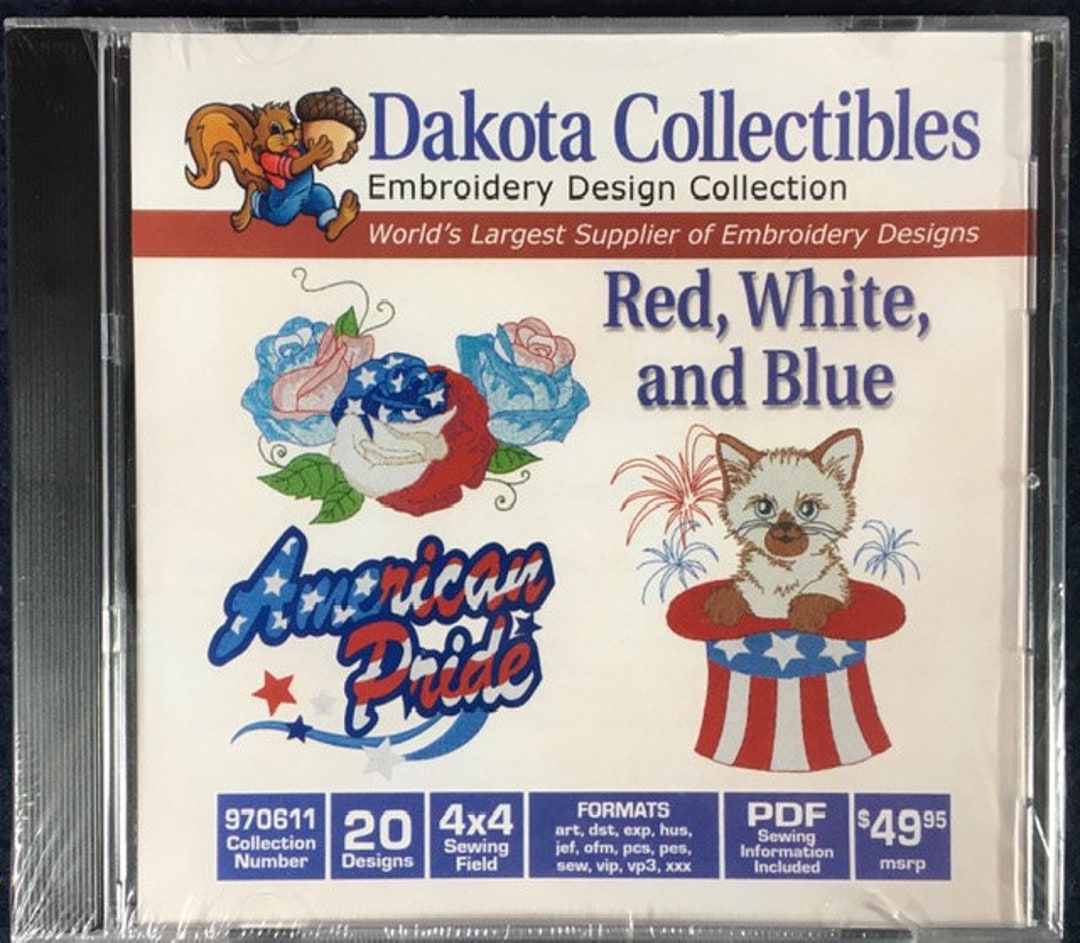 Dakota Collectibles
Embroidery Design Collection
World's Largest Supplier of Embroidery Designs
Red, White,
and Blue
American
Pride
970611
Collection
Number
20
Designs
4x4
Sewing
Field
FORMATS
art, dst, exp, hus,
jef, ofm, pcs, pes,
sew, vip, vp3, xxx
PDF
Sewing
Information
Included
$49.95
msrp